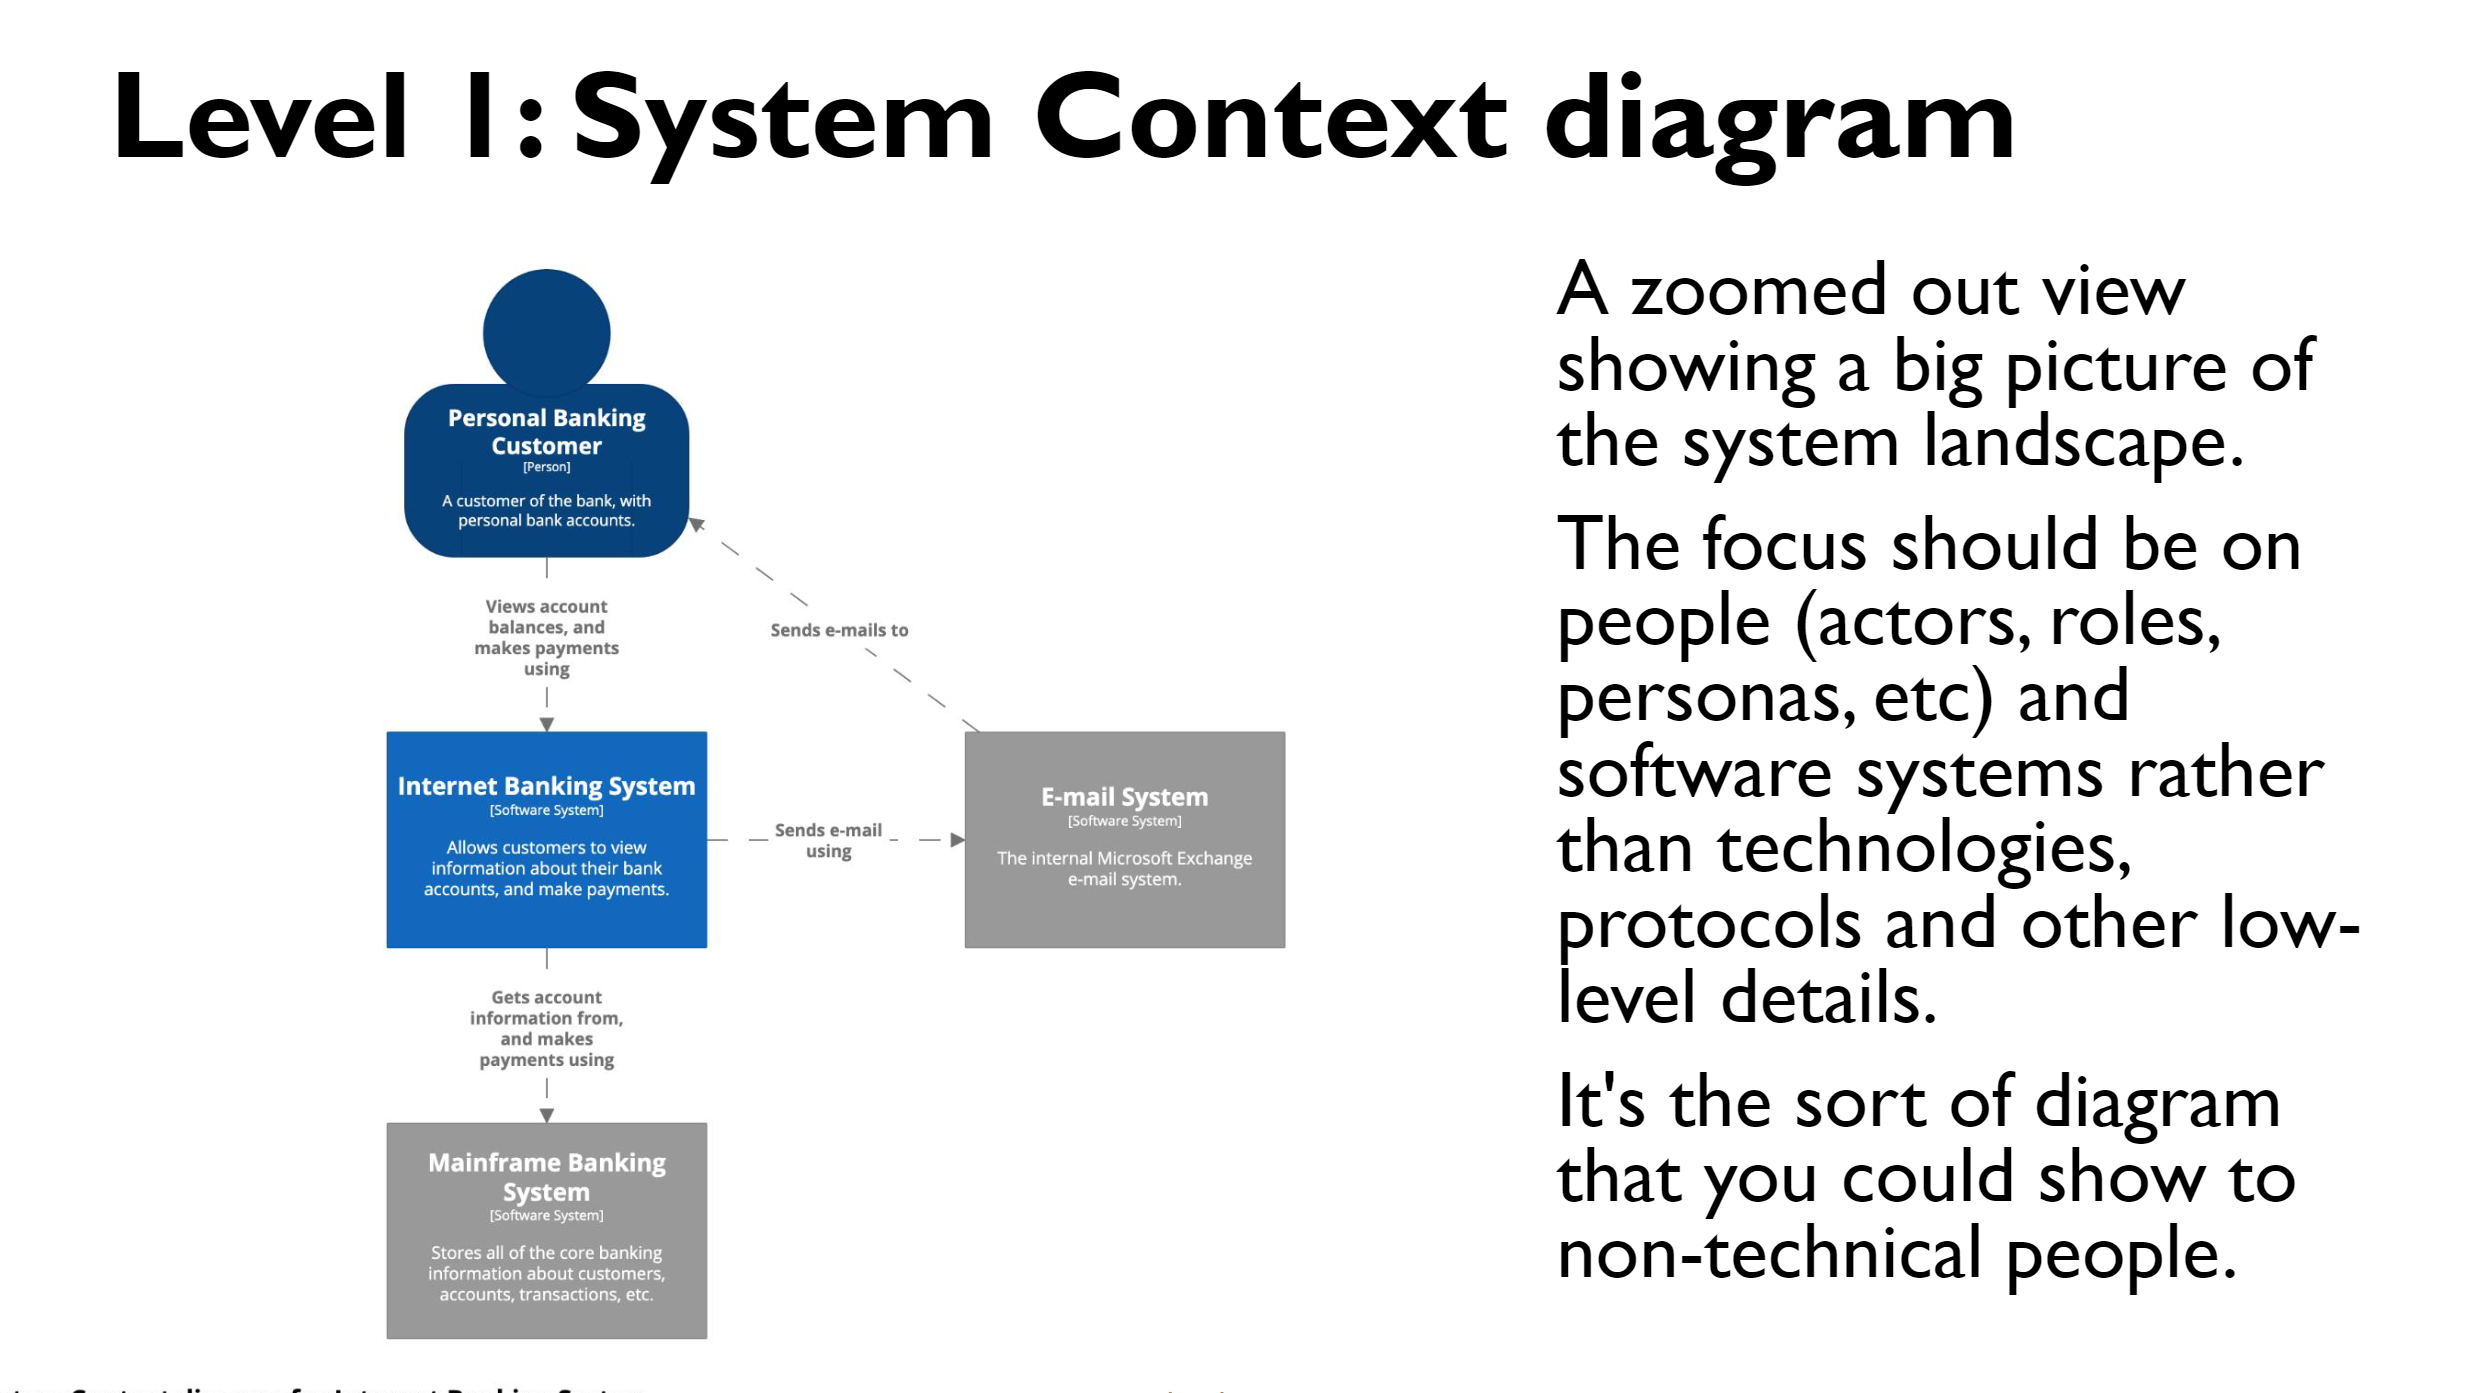 Level 1: System Context diagram
Personal Banking
Customer
[Person]
A customer of the bank, with
personal bank accounts.
Views account
balances, and
makes payments
using
Sends e-mails to
Internet Banking System
[Software System]
Allows customers to view
information about their bank
accounts, and make payments.
Sends e-mail
using
E-mail System
[Software System]
The internal Microsoft Exchange
e-mail system.
Gets account
information from,
and makes
payments using
Mainframe Banking
System
[Software System]
Stores all of the core banking
information about customers,
accounts, transactions, etc.
A zoomed out view
showing a big picture of
the system landscape.
The focus should be on
people (actors, roles,
personas, etc) and
software systems rather
than technologies,
protocols and other low-
level details.
It's the sort of diagram
that you could show to
non-technical people.